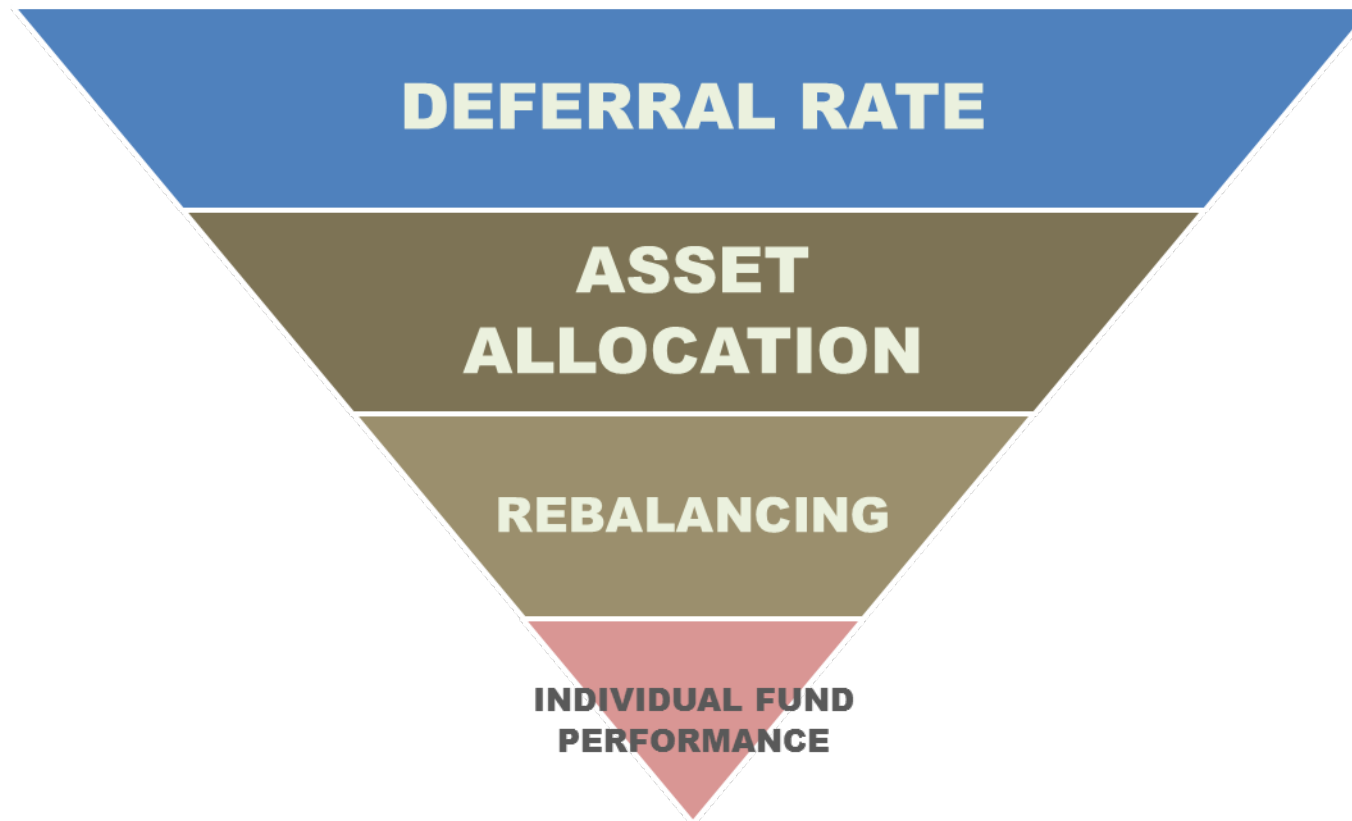 DEFERRAL RATE
ASSET
ALLOCATION
REBALANCING
INDIVIDUAL FUND
PERFORMANCE